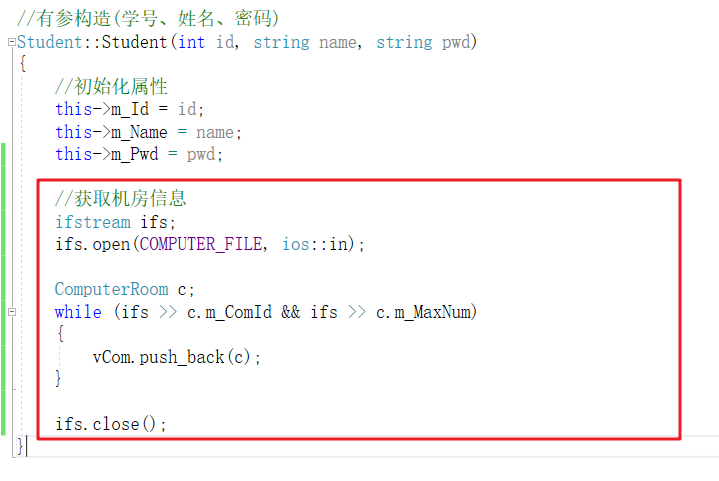 //有参构造(学号、姓名、密码)
Student::Student(int id, string name, string pwd)
{
//初始化属性
this->m_Id = id;
this->m_Name = name;
this->m_Pwd = pwd;
//获取机房信息
ifstream ifs;
ifs.open(COMPUTER_FILE, ios::in);
ComputerRoom c;
while (ifs >> c.m_ComId && ifs >> c.m_MaxNum)
{
vCom.push_back(c);
}
ifs.close();
}